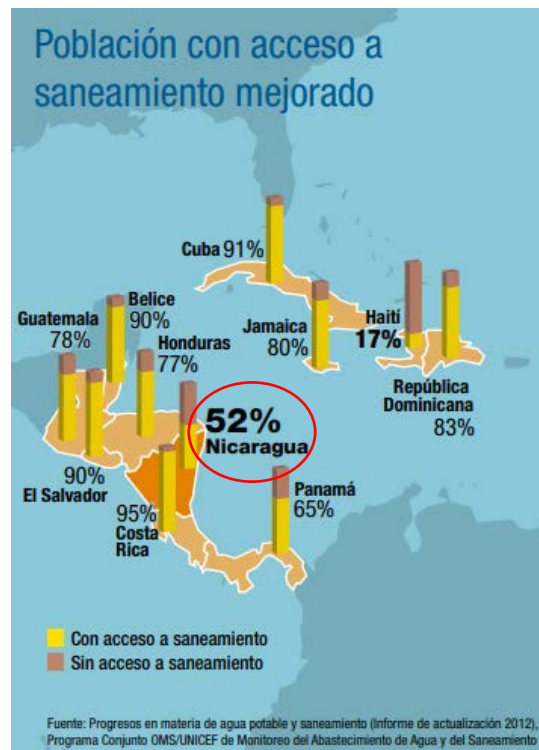 Población con acceso a
saneamiento mejorado
Cuba 91%
Belice
90%
Guatemala
78%
Honduras
77%
Jamaica
80%
Haití
17%
República
Dominicana
83%
52%
Nicaragua
90%
El Salvador
95%
Costa
Rica
Panamá
65%
Con acceso a saneamiento
Sin acceso a saneamiento
Fuente: Progresos en materia de agua potable y saneamiento (Informe de actualización 2012),
Programa Conjunto OMS/UNICEF de Monitoreo del Abastecimiento de Agua y del Saneamiento